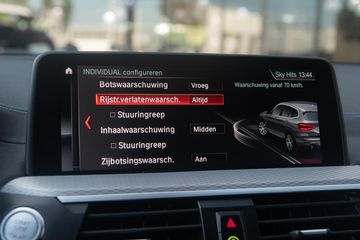 INDIVIDUAL configureren
Sky Hits 13:44
Botswaarschuwing Vroeg
Waarschuwing vanaf 70 km/h.
Rijstr.verlatenwaarsch. Altijd
Stuuringreep
Inhaalwaarschuwing Midden
Stuuringreep
Zijbotsingswaarsch. Aan